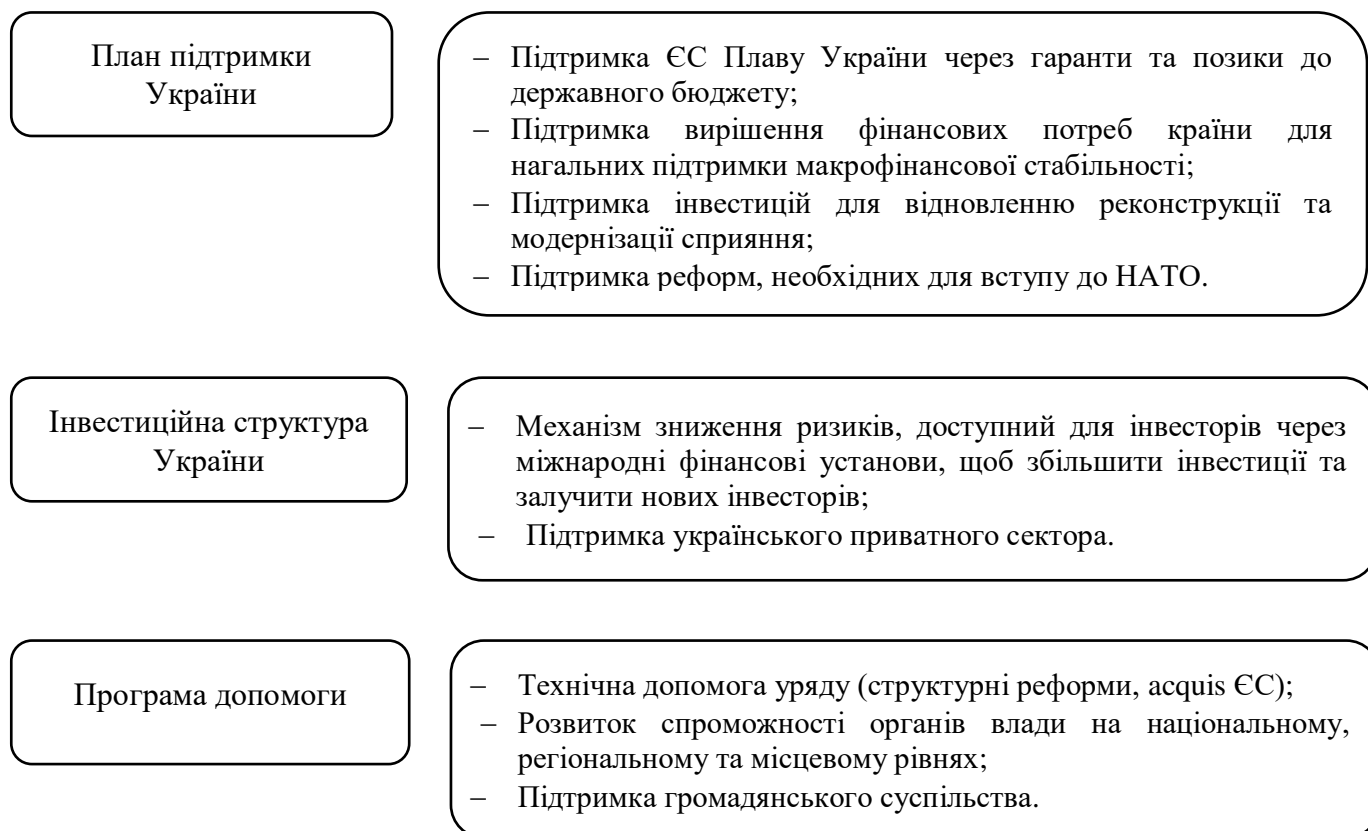 План підтримки
України
– Підтримка ЄС Плаву України через гаранти та позики до
державного бюджету;
– Підтримка вирішення фінансових потреб країни для
нагальних підтримки макрофінансової стабільності;
– Підтримка інвестицій для відновленню реконструкції та
модернізації сприяння;
– Підтримка реформ, необхідних для вступу до НАТО.
Інвестиційна структура
України
– Механізм зниження ризиків, доступний для інвесторів через
міжнародні фінансові установи, щоб збільшити інвестиції та
залучити нових інвесторів;
– Підтримка українського приватного сектора.
Програма допомоги
– Технічна допомога уряду (структурні реформи, acquis ЄС);
– Розвиток спроможності органів влади на національному,
регіональному та місцевому рівнях;
– Підтримка громадянського суспільства.